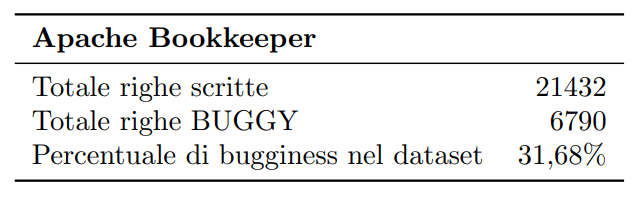 Apache Bookkeeper
Totale righe scritte 21432
Totale righe BUGGY 6790
Percentuale di bugginess nel dataset 31,68%